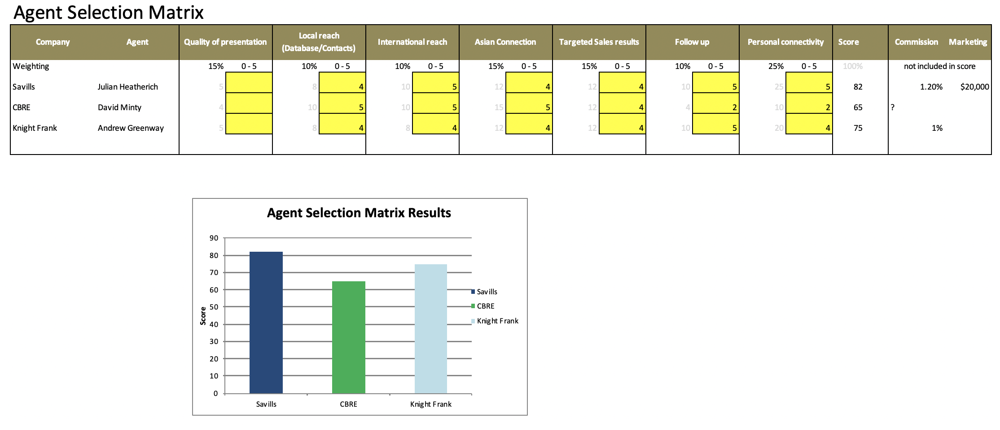 Agent Selection Matrix
Company Agent Quality of presentation Local reach (Database/Contacts) International reach Asian Connection Targeted Sales results Follow up Personal connectivity Score Commission Marketing
Weighting 15% 0 - 5 10% 0 - 5 10% 0 - 5 15% 0 - 5 15% 0 - 5 10% 0 - 5 25% 0 - 5 100% not included in score
Savills Julian Heatherich 5 8 4 10 5 12 4 12 4 10 5 25 5 82 1.20% $20,000
CBRE David Minty 4 10 5 10 5 15 5 12 4 4 2 10 2 65 ?
Knight Frank Andrew Greenway 5 8 4 8 4 12 4 12 4 10 5 20 4 75 1%
Agent Selection Matrix Results
90
80
70
60
50
40
30
20
10
0
Score
Savills CBRE Knight Frank
Savills
CBRE
Knight Frank